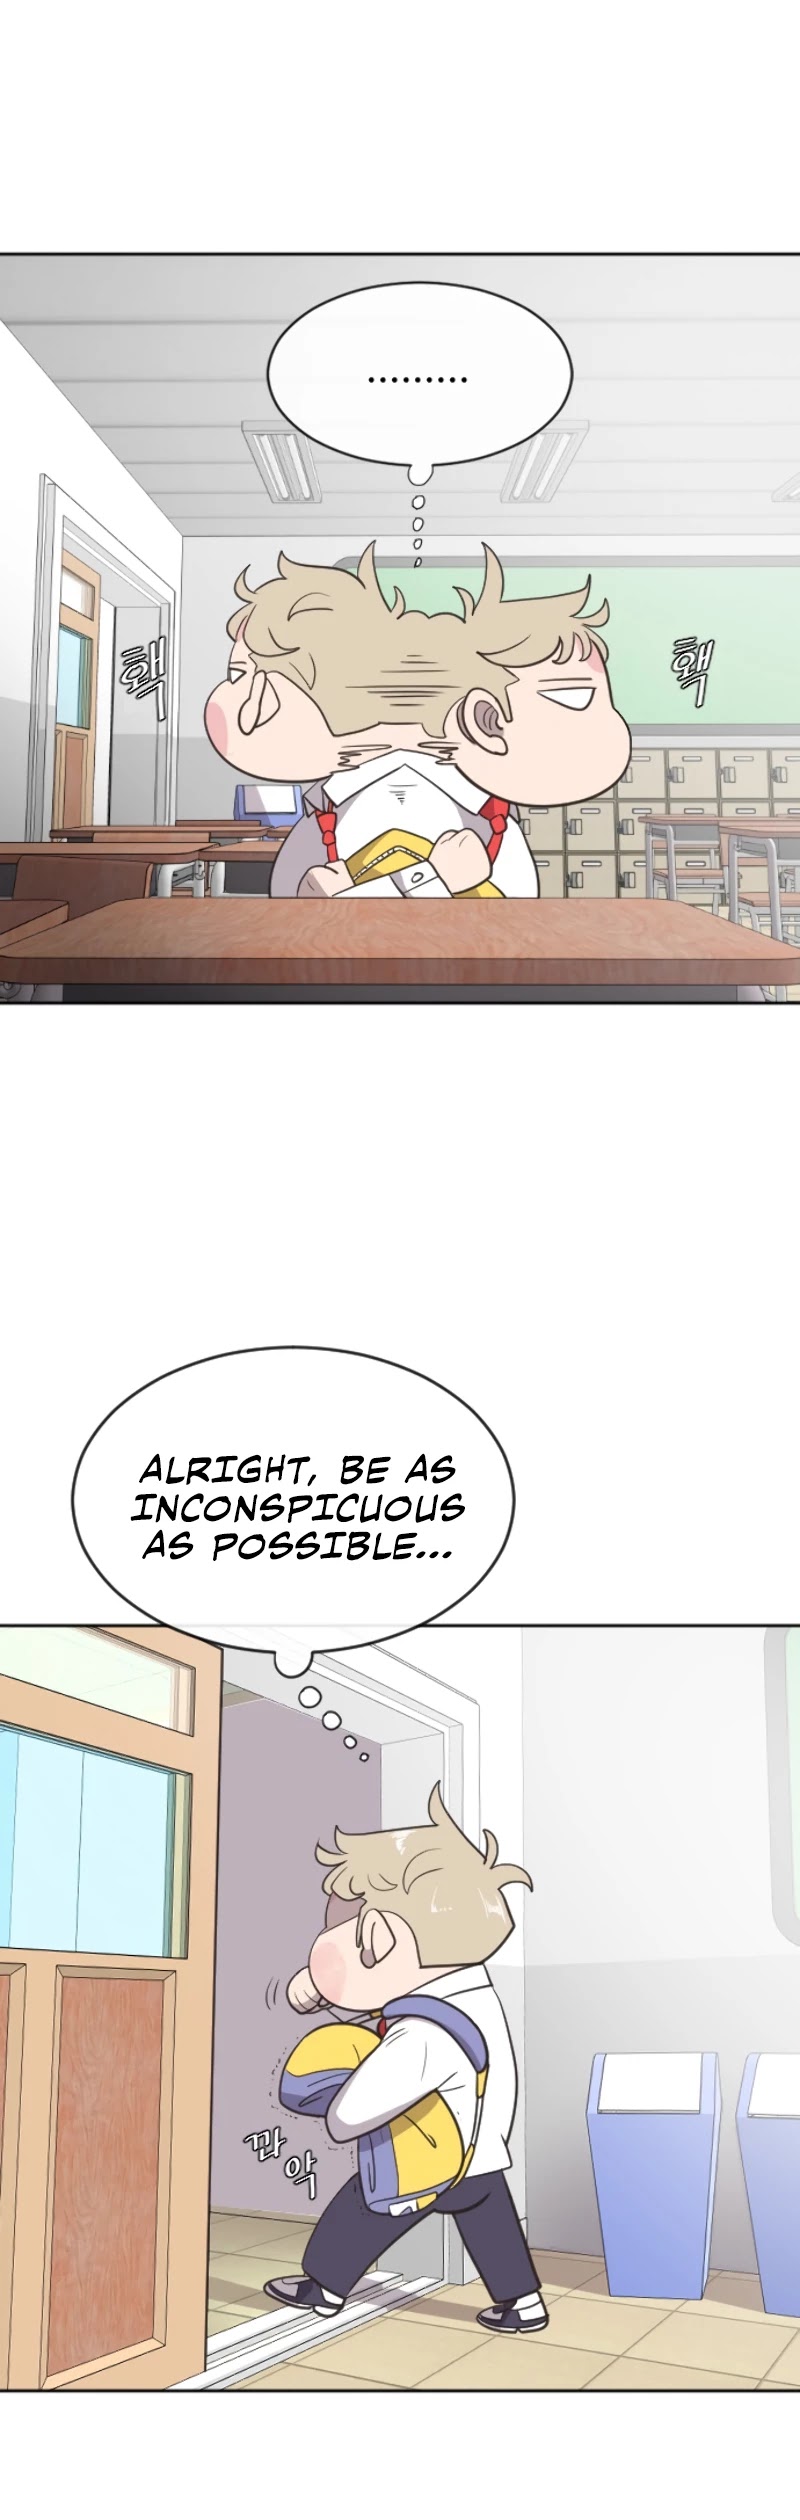 .........
홱
홱
ALRIGHT, BE AS
INCONSPICUOUS
AS POSSIBLE...
꽈
악